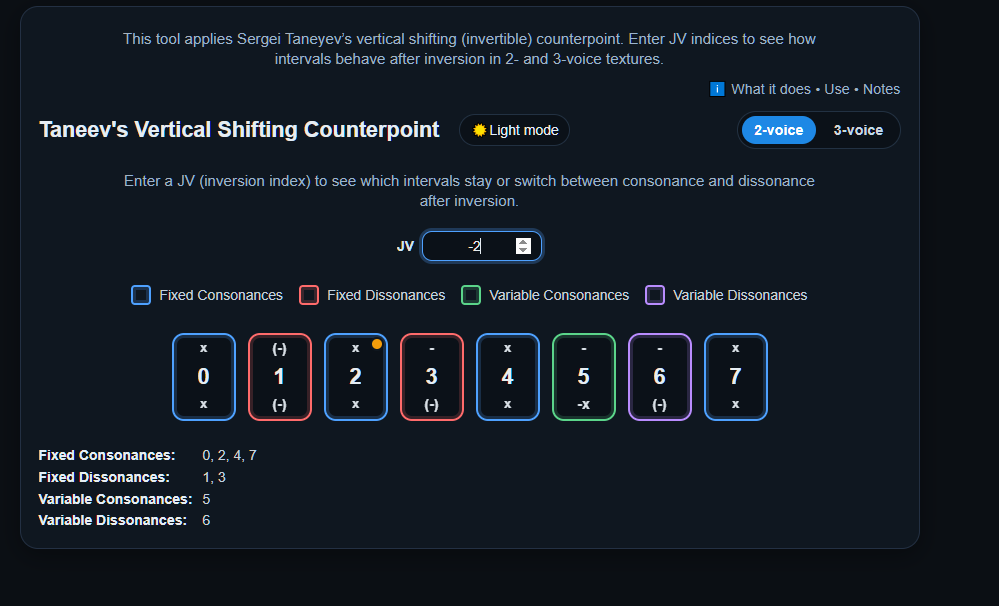 This tool applies Sergei Taneyev’s vertical shifting (invertible) counterpoint. Enter JV indices to see how
intervals behave after inversion in 2- and 3-voice textures.
i What it does • Use • Notes
Taneev's Vertical Shifting Counterpoint
Light mode
2-voice 3-voice
Enter a JV (inversion index) to see which intervals stay or switch between consonance and dissonance
after inversion.
JV -2
Fixed Consonances Fixed Dissonances Variable Consonances Variable Dissonances
x (-) x - x - - x
0 1 2 3 4 5 6 7
x (-) x (-) x -x (-) x
Fixed Consonances: 0, 2, 4, 7
Fixed Dissonances: 1, 3
Variable Consonances: 5
Variable Dissonances: 6